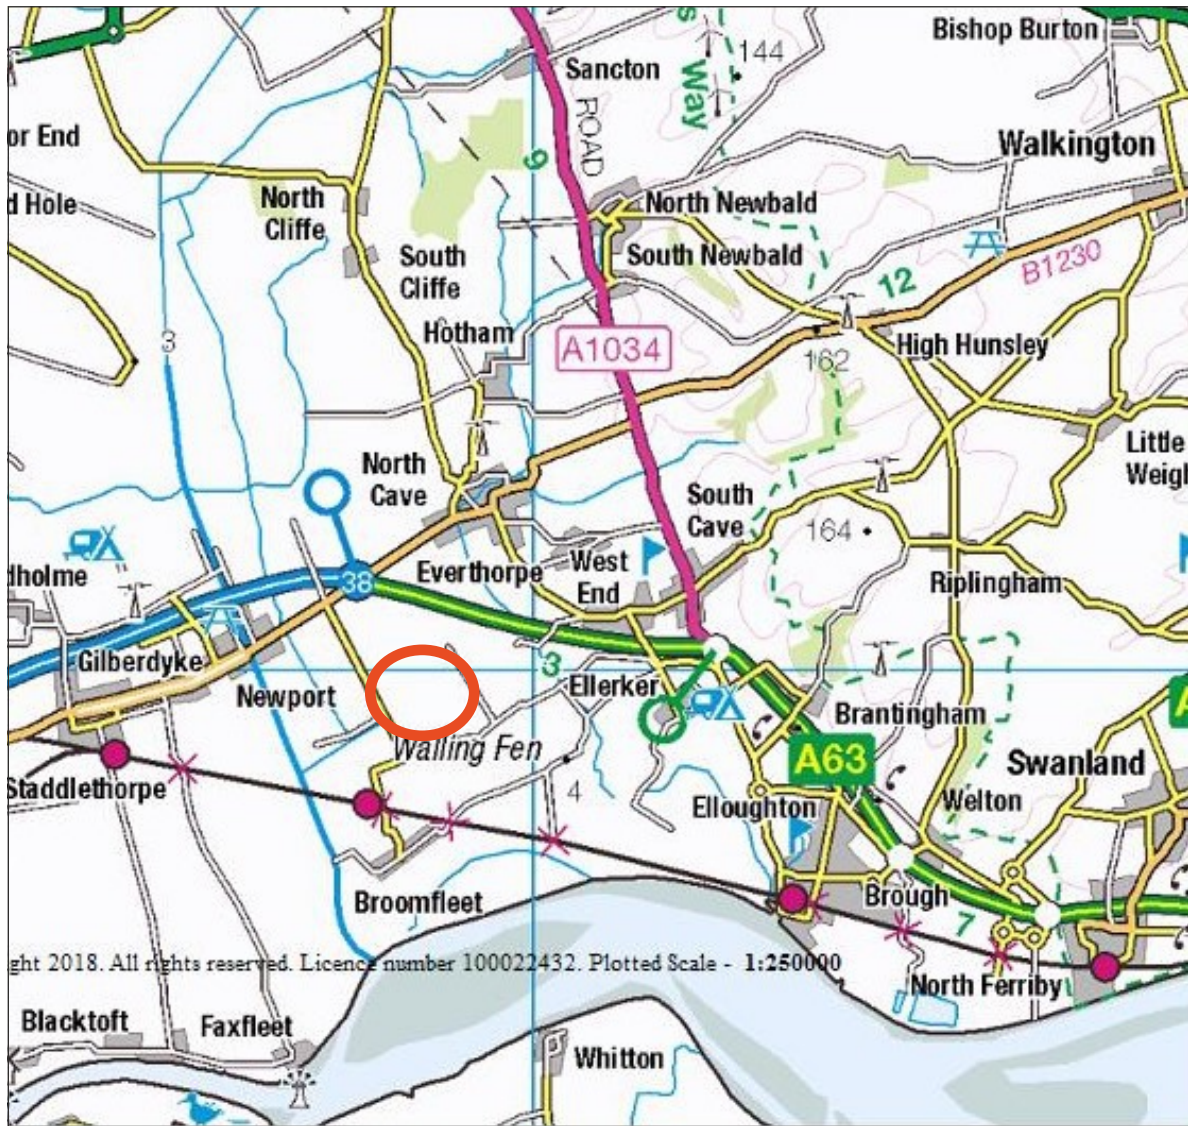 Bishop Burton
144
Sancton
Way
ROAD
or End
Walkington
9
d Hole
North
Cliffe
North Newbald
South
Cliffe
South Newbald
12
B1230
Hotham
3
A1034
High Hunsley
162
North
Cave
Little
Weigh
South
Cave
164
dholme
38
Everthorpe
West
End
Riplingham
Gilberdyke
3
Newport
Ellerker
Brantingham
Walling Fen
A63
Swanland
Staddlethorpe
4
Elloughton
Welton
Broomfleet
Brough
7
ght 2018. All rights reserved. Licence number 100022432. Plotted Scale - 1:250000
North Ferriby
Blacktoft
Faxfleet
Whitton